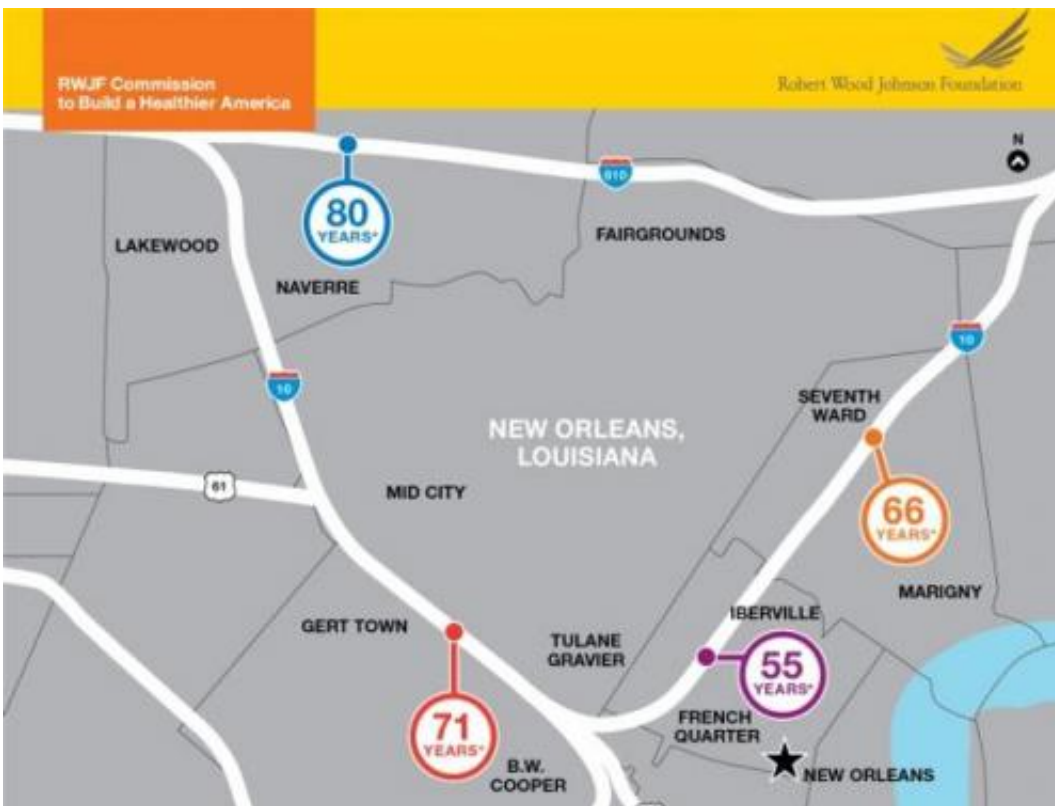 RWJF Commission
to Build a Healthier America
Robert Wood Johnson Foundation
N
610
80
YEARS*
LAKEWOOD
FAIRGROUNDS
NAVERRE
10
10
SEVENTH
WARD
NEW ORLEANS,
LOUISIANA
61
MID CITY
66
YEARS*
MARIGNY
IBERVILLE
GERT TOWN
TULANE
GRAVIER
55
YEARS*
71
YEARS*
FRENCH
QUARTER
B.W.
COOPER
NEW ORLEANS